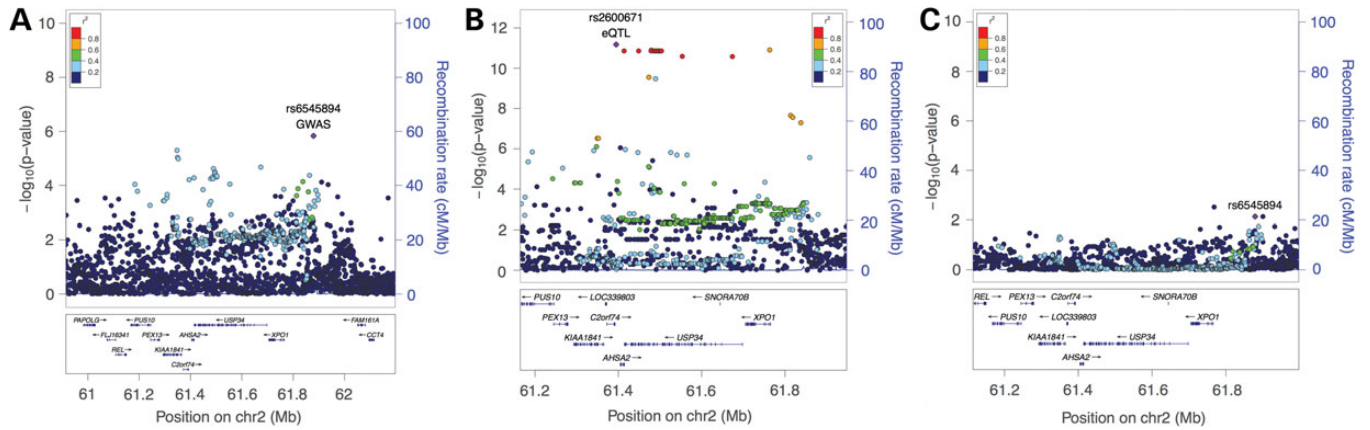 A
10
8
6
4
2
0
−log10(p−value)
r²
0.8
0.6
0.4
0.2
rs6545894
GWAS
100
80
60
40
20
0
Recombination rate (cM/Mb)
PAPOLG→ ←PUS10 ←USP34 FAM161A
←FLJ16341 PEX13→ AHSA2→ ←XPO1 ←CCT4
REL→ KIAA1841→
C2orf74→
61 61.2 61.4 61.6 61.8 62
Position on chr2 (Mb)
B
12
10
8
6
4
2
0
−log10(p−value)
rs2600671
eQTL
r²
0.8
0.6
0.4
0.2
100
80
60
40
20
0
Recombination rate (cM/Mb)
←PUS10 ←LOC339803 ←SNORA70B
PEX13→ C2orf74→ ←XPO1
KIAA1841→ ←USP34
AHSA2→
61.2 61.4 61.6 61.8
Position on chr2 (Mb)
C
10
8
6
4
2
0
−log10(p−value)
r²
0.8
0.6
0.4
0.2
rs6545894
100
80
60
40
20
0
Recombination rate (cM/Mb)
REL→ PEX13→ C2orf74→ ←SNORA70B
←PUS10 ←LOC339803 ←XPO1
KIAA1841→ ←USP34
AHSA2→
61.2 61.4 61.6 61.8
Position on chr2 (Mb)